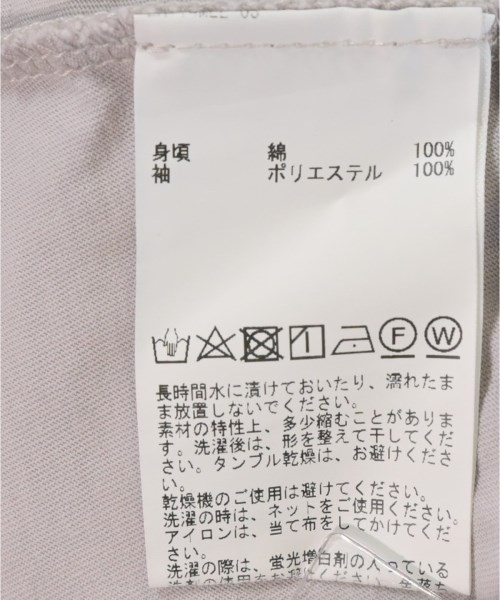 身頃 綿 100%
袖 ポリエステル 100%
F W
長時間水に漬けておいたり、濡れたま
ま放置しないでください。
素材の特性上、多少縮むことがありま
す。洗濯後は、形を整えて干してくだ
さい。タンブル乾燥は、お避けくださ
い。
乾燥機のご使用は避けてください。
洗濯の時は、ネットをご使用ください。
アイロンは、当て布をしてかけてくだ
さい。
洗濯の際は、蛍光増白剤の入っている